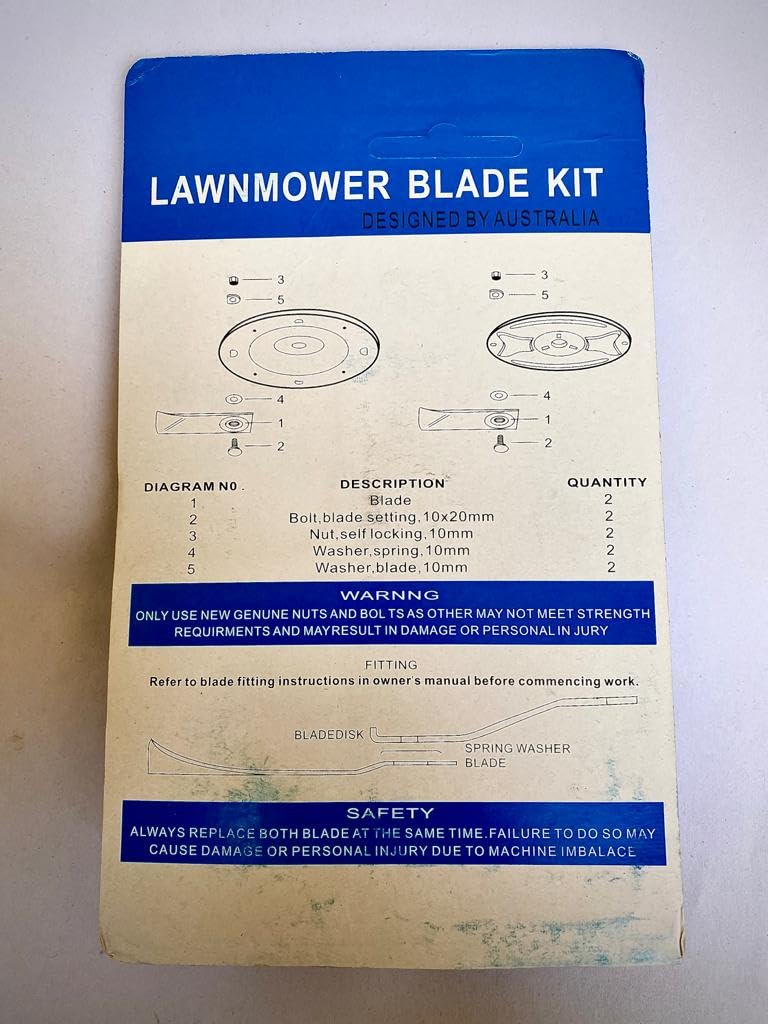 LAWNMOWER BLADE KIT
DESIGNED BY AUSTRALIA
3
5
4
1
2
3
5
4
1
2
DIAGRAM N0. DESCRIPTION QUANTITY
1 Blade 2
2 Bolt,blade setting,10x20mm 2
3 Nut,self locking,10mm 2
4 Washer,spring,10mm 2
5 Washer,blade,10mm 2
WARNNG
ONLY USE NEW GENUNE NUTS AND BOLTS AS OTHER MAY NOT MEET STRENGTH
REQUIRMENTS AND MAYRESULT IN DAMAGE OR PERSONAL IN JURY
FITTING
Refer to blade fitting instructions in owner's manual before commencing work.
BLADEDISK
SPRING WASHER
BLADE
SAFETY
ALWAYS REPLACE BOTH BLADE AT THE SAME TIME.FAILURE TO DO SO MAY
CAUSE DAMAGE OR PERSONAL INJURY DUE TO MACHINE IMBALACE